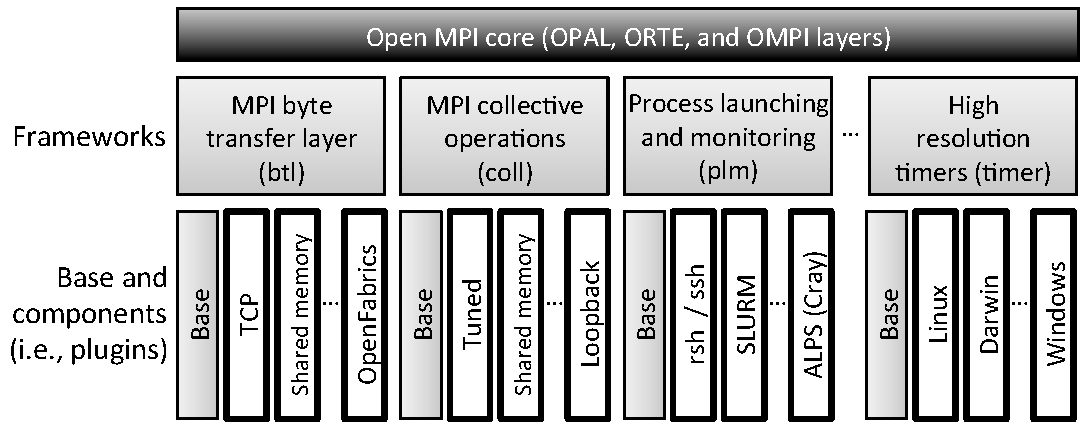 Open MPI core (OPAL, ORTE, and OMPI layers)
Frameworks
MPI byte
transfer layer
(btl)
MPI collective
operations
(coll)
Process launching
and monitoring
(plm)
...
High
resolution
timers (timer)
Base and
components
(i.e., plugins)
Base
TCP
Shared memory
...
OpenFabrics
Base
Tuned
Shared memory
...
Loopback
Base
rsh / ssh
SLURM
...
ALPS (Cray)
Base
Linux
Darwin
...
Windows